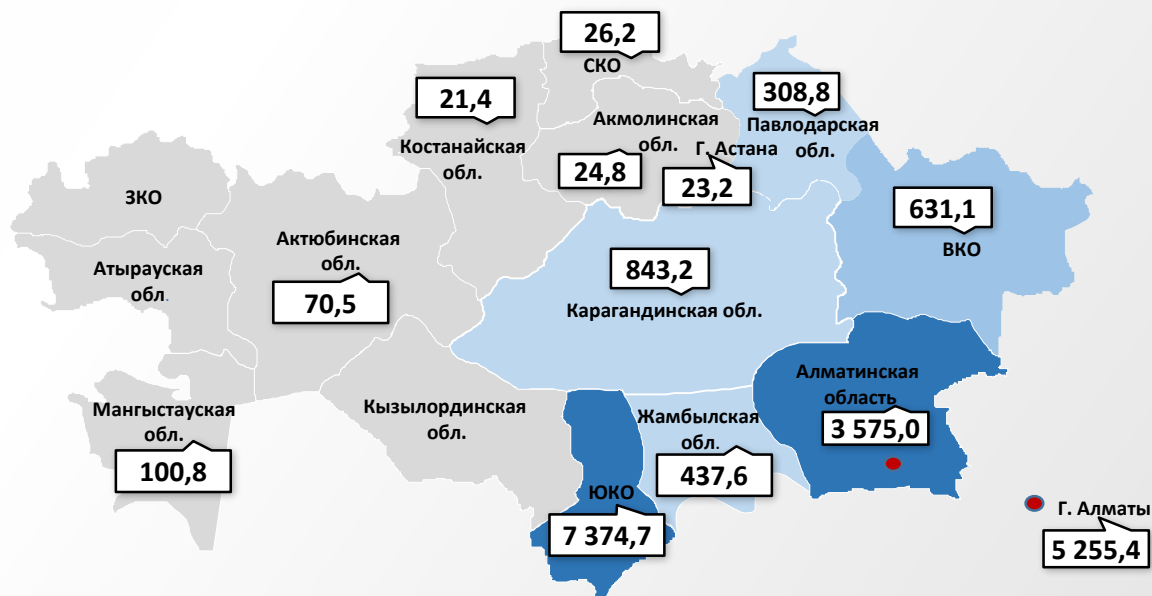 26,2
СКО
21,4
Костанайская
обл.
Акмолинская
обл.
24,8
Г. Астана
23,2
308,8
Павлодарская
обл.
ЗКО
Атырауская
обл.
Актюбинская
обл.
70,5
631,1
ВКО
843,2
Карагандинская обл.
Мангыстауская
обл.
100,8
Кызылординская
обл.
ЮКО
7 374,7
Жамбылская
обл.
437,6
Алматинская
область
3 575,0
Г. Алматы
5 255,4